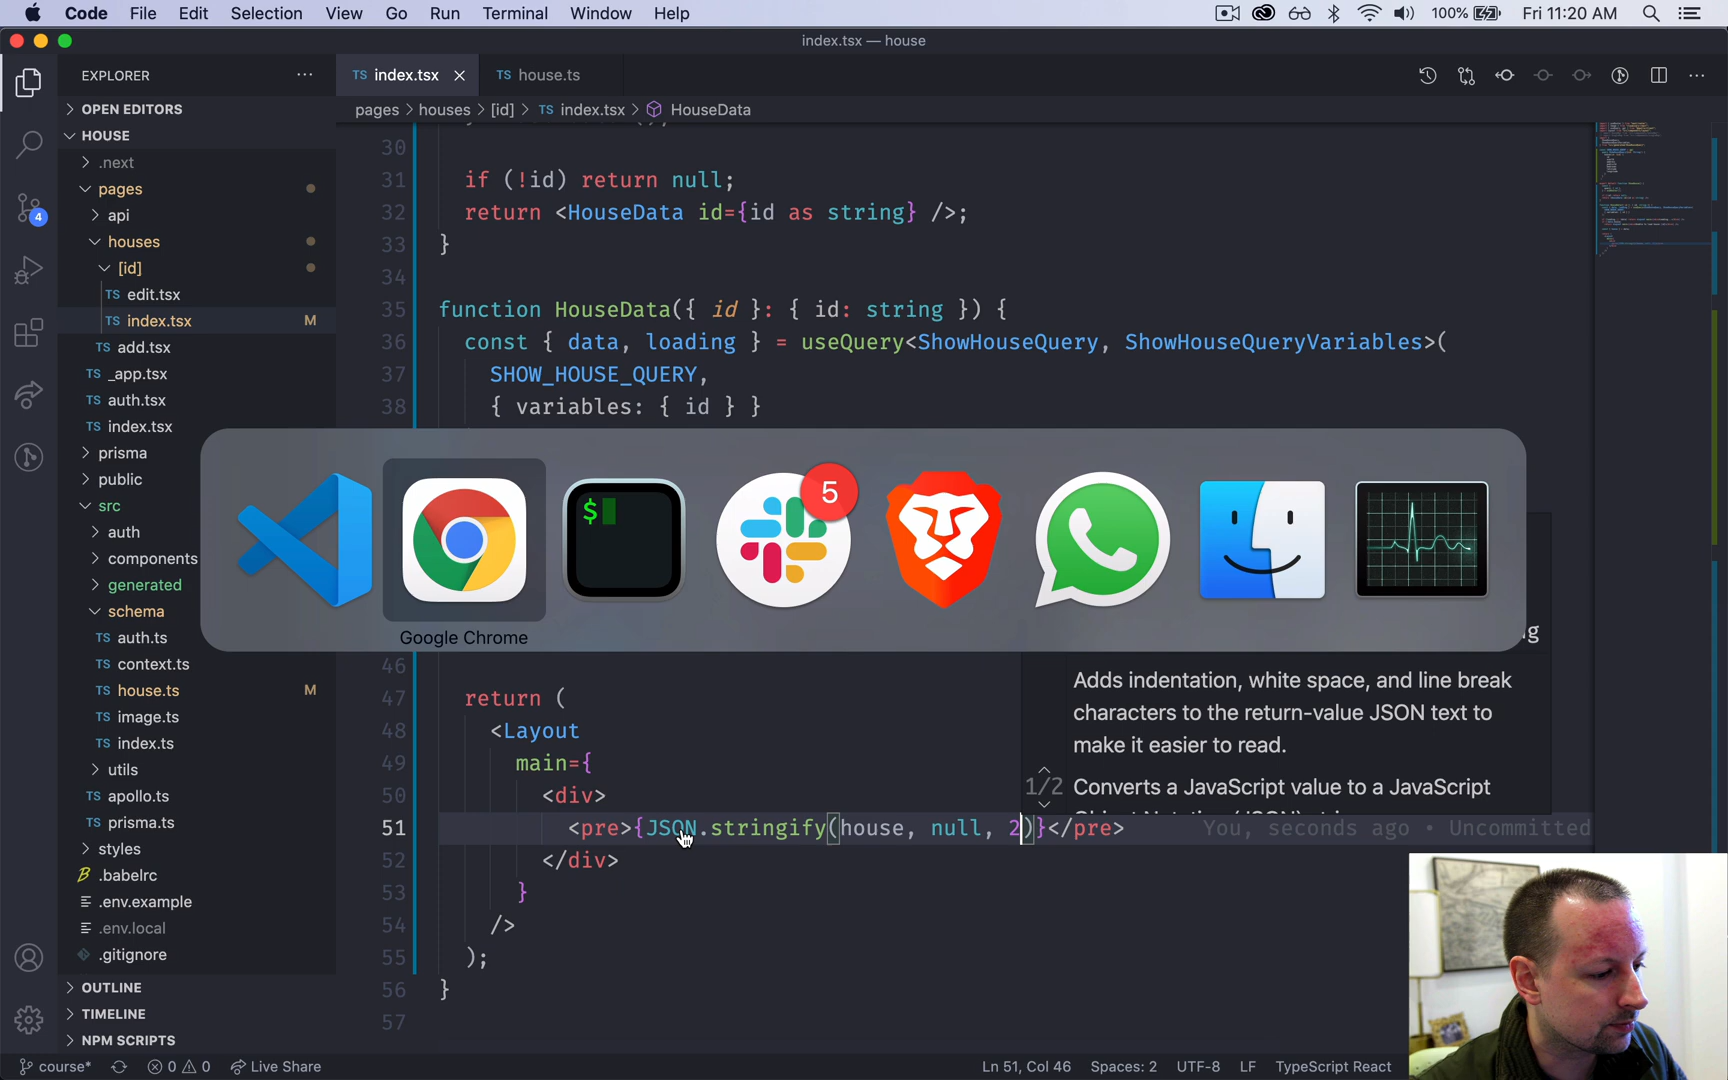 Code File Edit Selection View Go Run Terminal Window Help 100% Fri 11:20 AM
index.tsx — house
EXPLORER ···
TS index.tsx
TS house.ts
OPEN EDITORS
HOUSE
pages > houses > [id] > TS index.tsx > HouseData
.next
pages
api
houses
[id]
TS edit.tsx
TS index.tsx M
TS add.tsx
TS _app.tsx
TS auth.tsx
TS index.tsx
prisma
public
src
auth
components
generated
schema
TS auth.ts
TS context.ts
TS house.ts M
TS image.ts
TS index.ts
utils
TS apollo.ts
TS prisma.ts
styles
.babelrc
.env.example
.env.local
.gitignore
OUTLINE
TIMELINE
NPM SCRIPTS
4
30
31 if (!id) return null;
32 return <HouseData id={id as string} />;
33 }
34
35 function HouseData({ id }: { id: string }) {
36 const { data, loading } = useQuery<ShowHouseQuery, ShowHouseQueryVariables>(
37 SHOW_HOUSE_QUERY,
38 { variables: { id } }
$
5
Google Chrome
46
47 return (
48 <Layout
49 main={
50 <div>
51 <pre>{JSON.stringify(house, null, 2)}</pre> You, seconds ago • Uncommitted
52 </div>
53 }
54 />
55 );
56 }
57
Adds indentation, white space, and line break
characters to the return-value JSON text to
make it easier to read.
1/2
Converts a JavaScript value to a JavaScript
course* 0 0 Live Share Ln 51, Col 46 Spaces: 2 UTF-8 LF TypeScript React